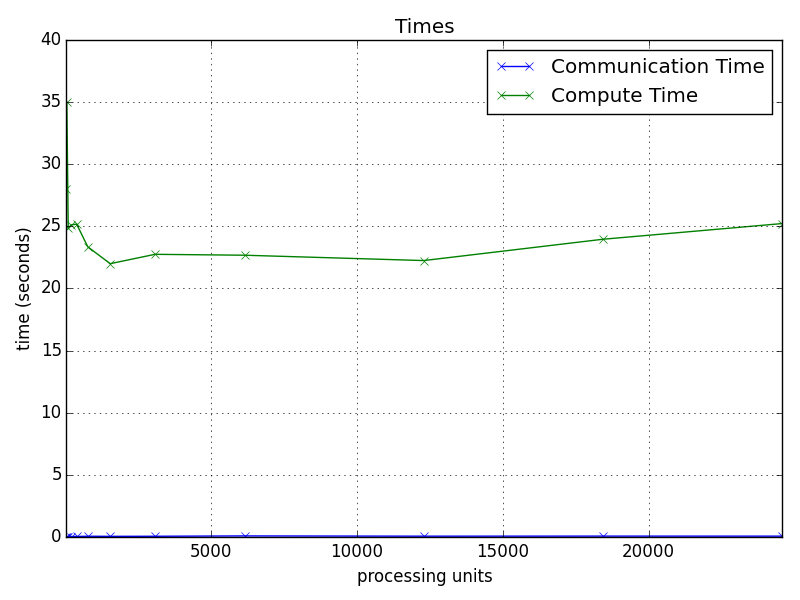 Times
40
35
30
25
20
15
10
5
0
time (seconds)
Communication Time
Compute Time
5000
10000
15000
20000
processing units